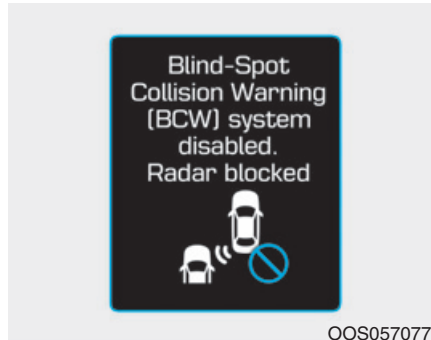 Blind-Spot
Collision Warning
(BCW) system
disabled.
Radar blocked
OOS057077